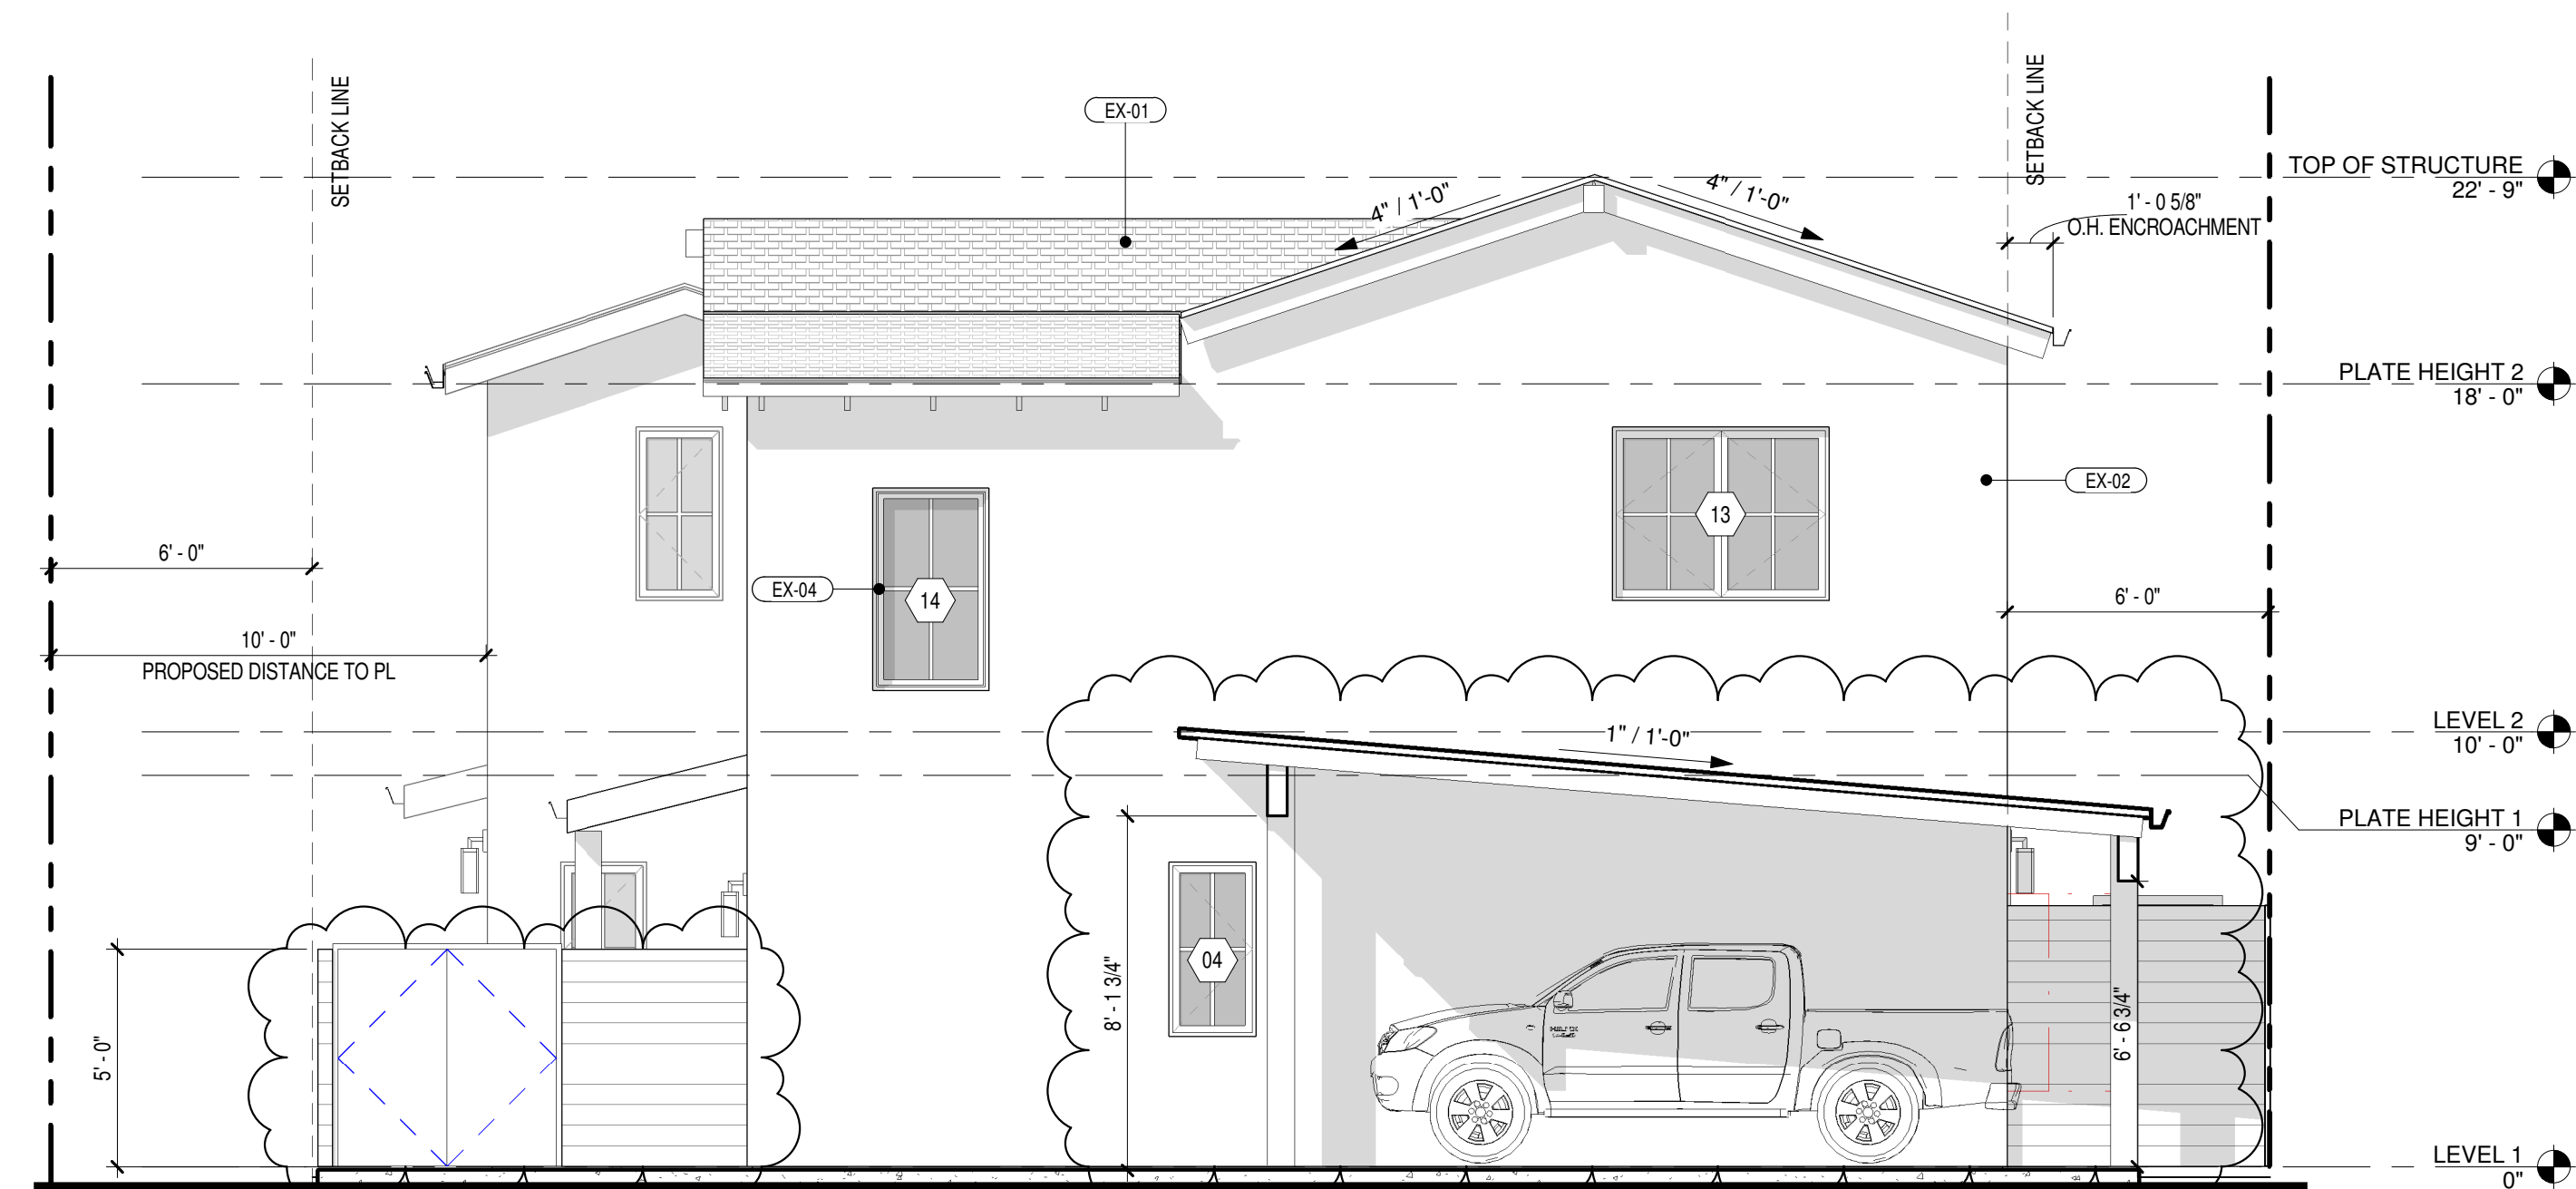 SETBACK LINE
SETBACK LINE
EX-01
4" / 1'-0"
4" / 1'-0"
TOP OF STRUCTURE
22' - 9"
1' - 0 5/8"
O.H. ENCROACHMENT
PLATE HEIGHT 2
18' - 0"
EX-02
13
6' - 0"
EX-04
14
6' - 0"
10' - 0"
PROPOSED DISTANCE TO PL
LEVEL 2
10' - 0"
1" / 1'-0"
PLATE HEIGHT 1
9' - 0"
04
8' - 1 3/4"
6' - 6 3/4"
5' - 0"
LEVEL 1
0"